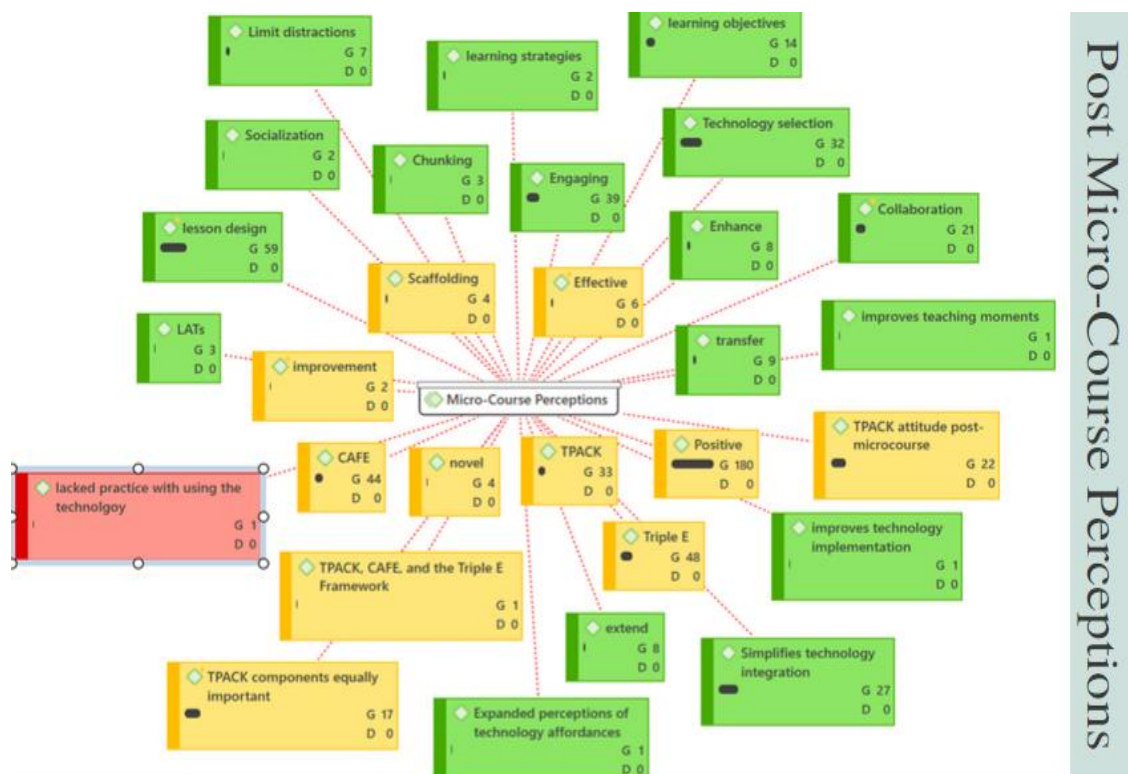 Limit distractions
G 7
D 0
learning strategies
G 2
D 0
learning objectives
G 14
D 0
Socialization
G 2
D 0
Chunking
G 3
D 0
Engaging
G 39
D 0
Technology selection
G 32
D 0
lesson design
G 59
D 0
Scaffolding
G 4
D 0
Effective
G 6
D 0
Enhance
G 8
D 0
Collaboration
G 21
D 0
LATs
G 3
D 0
improvement
G 2
D 0
Micro-Course Perceptions
transfer
G 9
D 0
improves teaching moments
G 1
D 0
lacked practice with using the
technolgoy
G 1
D 0
CAFE
G 44
D 0
novel
G 4
D 0
TPACK
G 33
D 0
Positive
G 180
D 0
TPACK attitude post-
microcourse
G 22
D 0
TPACK, CAFE, and the Triple E
Framework
G 1
D 0
Triple E
G 48
D 0
improves technology
implementation
G 1
D 0
TPACK components equally
important
G 17
D 0
extend
G 8
D 0
Simplifies technology
integration
G 27
D 0
Expanded perceptions of
technology affordances
G 1
D 0
Post Micro-Course Perceptions